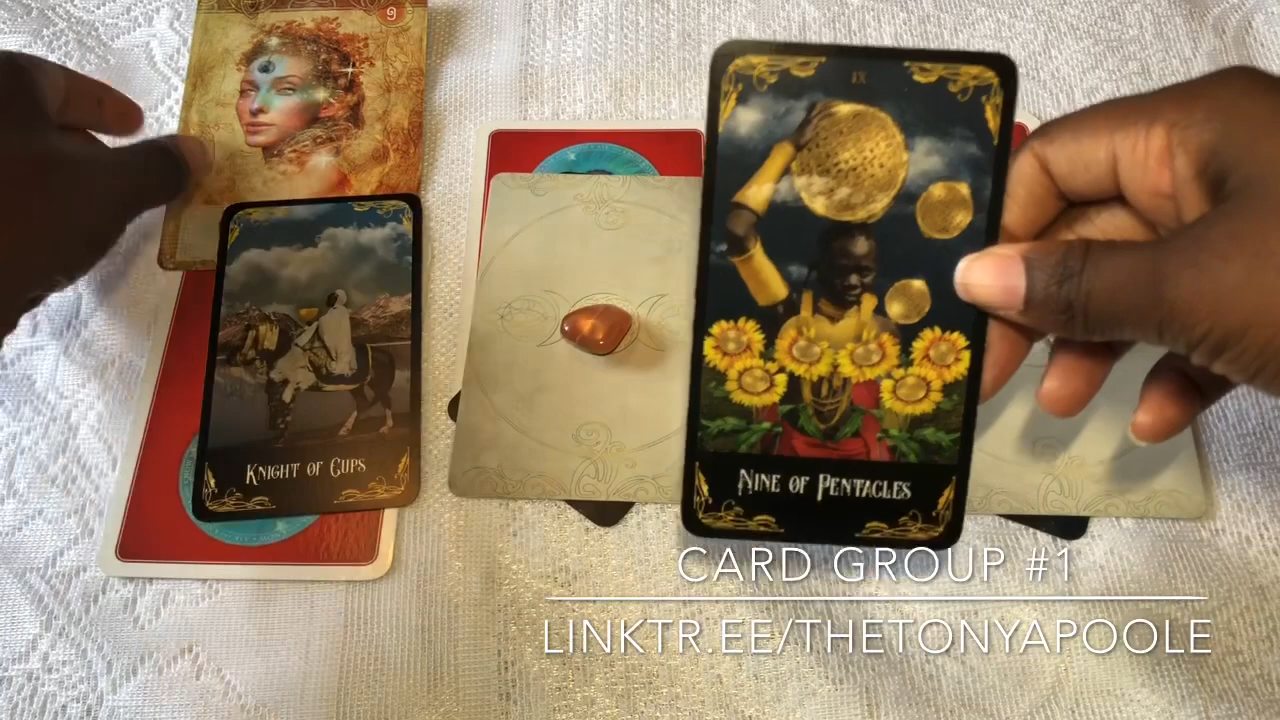 9
IX
KNIGHT OF CUPS
NINE OF PENTACLES
CARD GROUP #1
LINKTR.EE/THETONYAPOOLE